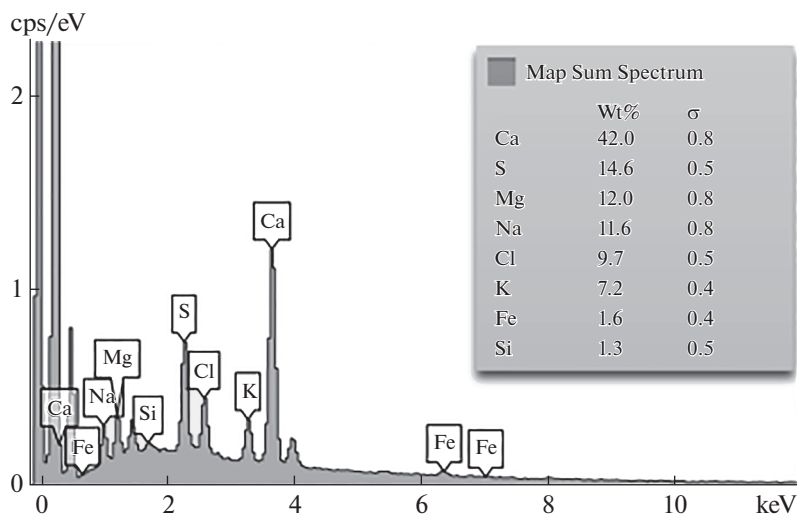 cps/eV
Map Sum Spectrum
Wt% σ
Ca 42.0 0.8
S 14.6 0.5
Mg 12.0 0.8
Na 11.6 0.8
Cl 9.7 0.5
K 7.2 0.4
Fe 1.6 0.4
Si 1.3 0.5
2
1
0
Ca
S
Mg
Cl
Na
K
Ca
Si
Fe
Fe
Fe
0 2 4 6 8 10 keV